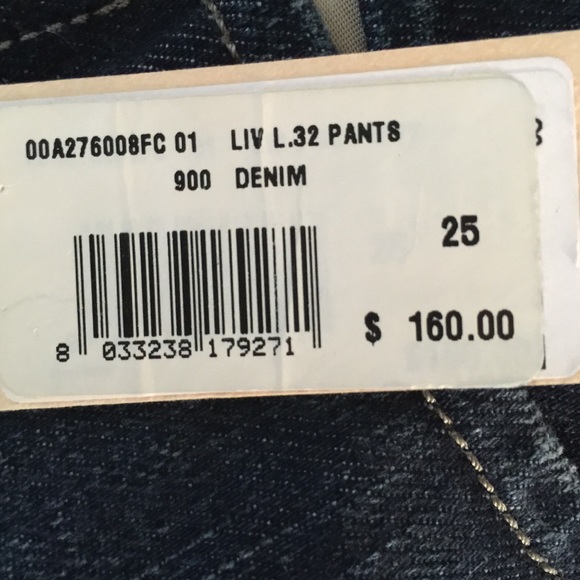 00A276008FC 01 LIV L.32 PANTS
900 DENIM
25
$ 160.00
8 033238 179271